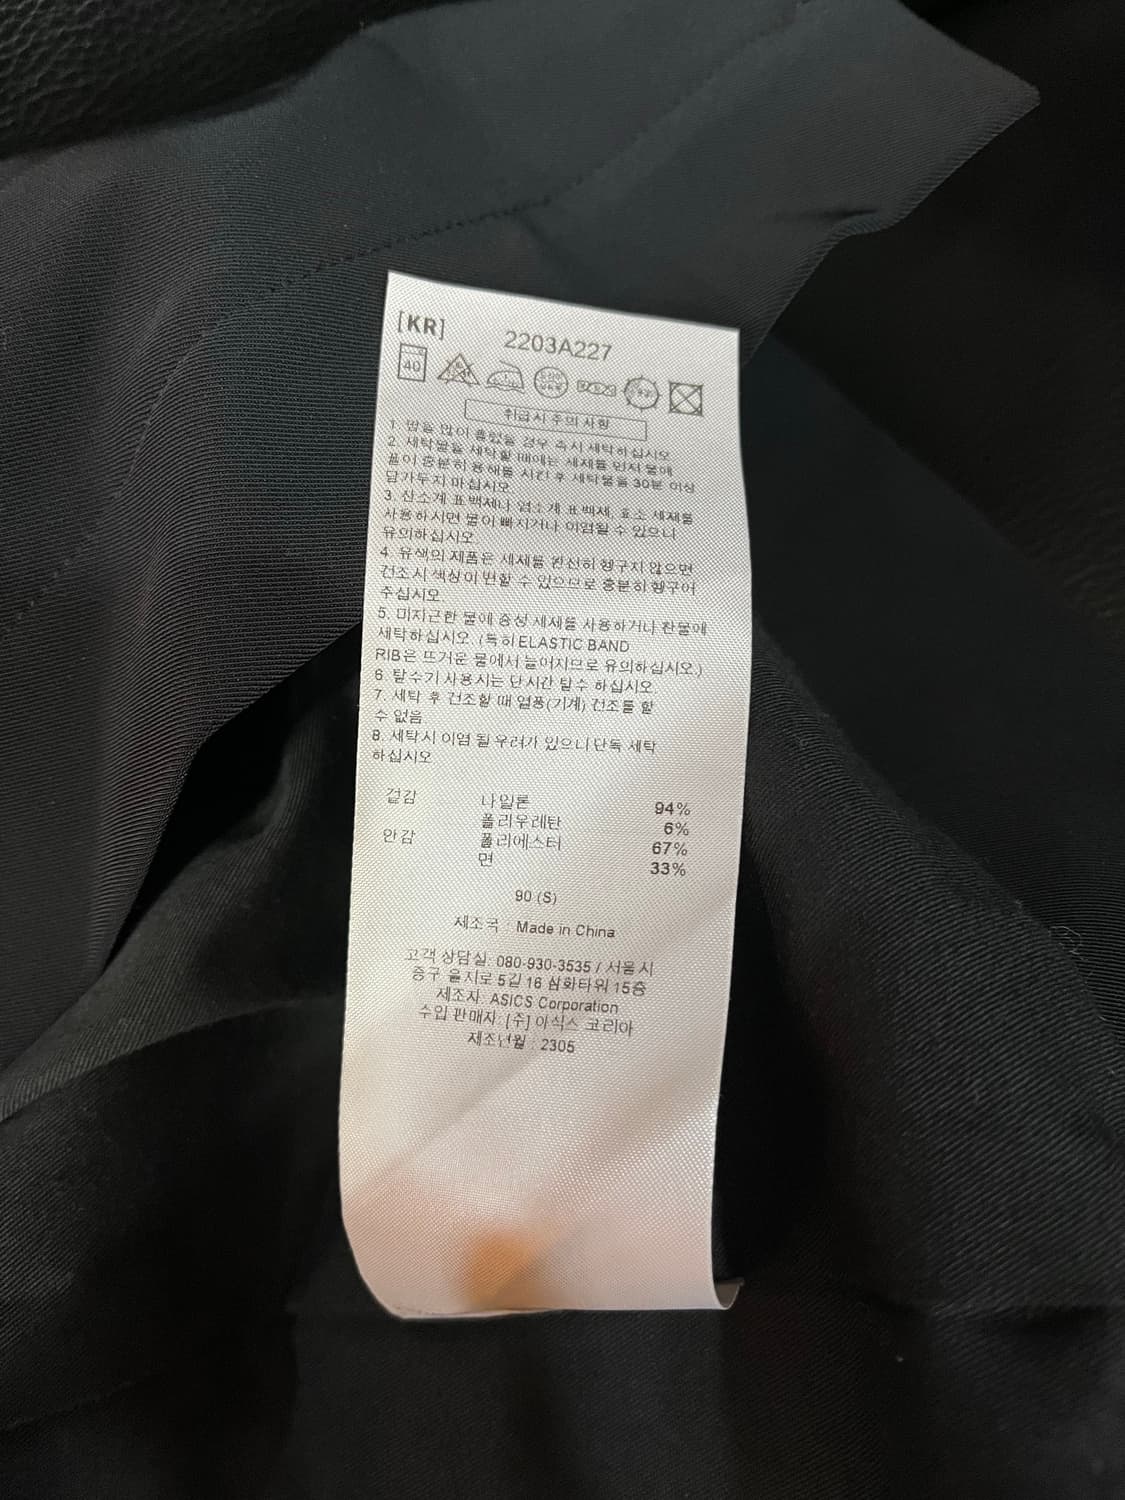 [KR] 2203A227
40
취급시 주의 사항
1. 땀을 많이 흘렸을 경우 즉시 세탁하십시오
2. 세탁물을 세탁할 때에는 세제를 먼저 물에
풀어 충분히 용해를 시킨 후 세탁물을 30분 이상
담가두지 마십시오
3. 산소계 표백제나 염소계 표백제, 효소 세제를
사용하시면 물이 빠지거나 이염될 수 있으니
유의하십시오
4. 유색의 제품은 세제를 완전히 헹구지 않으면
건조시 색상이 변할 수 있으므로 충분히 헹구어
주십시오
5. 미지근한 물에 중성 세제를 사용하거나 찬물에
세탁하십시오. (특히 ELASTIC BAND
RIB은 뜨거운 물에서 늘어지므로 유의하십시오.)
6. 탈수기 사용시는 단시간 탈수 하십시오
7. 세탁 후 건조할 때 열풍(기계) 건조를 할
수 없음
8. 세탁시 이염 될 우려가 있으니 단독 세탁
하십시오
겉감 나일론 94%
폴리우레탄 6%
안감 폴리에스터 67%
면 33%
90 (S)
제조국 : Made in China
고객 상담실: 080-930-3535 / 서울시
중구 을지로 5길 16 삼화타워 15층
제조자: ASICS Corporation
수입 판매자: [주] 아식스 코리아
제조년월 : 2305